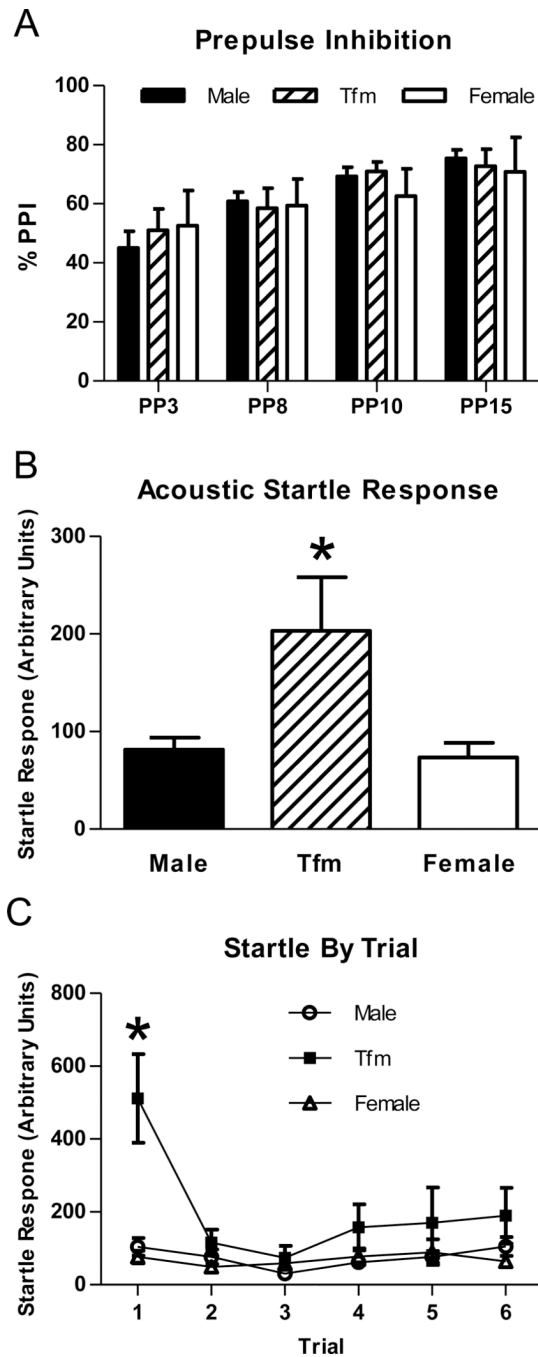 A
Prepulse Inhibition
Male Tfm Female
% PPI
100
80
60
40
20
0
PP3 PP8 PP10 PP15
B
Acoustic Startle Response
Startle Respone (Arbitrary Units)
300
200
100
0
*
Male Tfm Female
C
Startle By Trial
Startle Respone (Arbitrary Units)
800
600
400
200
0
*
Male
Tfm
Female
1 2 3 4 5 6
Trial